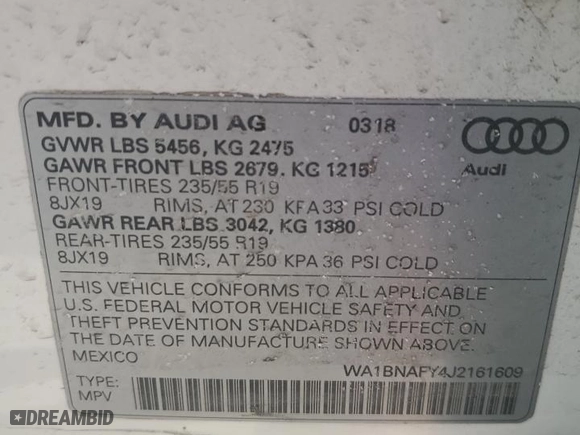 MFD. BY AUDI AG 0318
GVWR LBS 5456, KG 2475
GAWR FRONT LBS 2679, KG 1215
FRONT-TIRES 235/55 R19
8JX19 RIMS, AT 230 KPA 33 PSI COLD
GAWR REAR LBS 3042, KG 1380
REAR-TIRES 235/55 R19
8JX19 RIMS, AT 250 KPA 36 PSI COLD
Audi
THIS VEHICLE CONFORMS TO ALL APPLICABLE
U.S. FEDERAL MOTOR VEHICLE SAFETY AND
THEFT PREVENTION STANDARDS IN EFFECT ON
THE DATE OF MANUFACTURE SHOWN ABOVE.
MEXICO
WA1BNAFY4J2161609
TYPE:
MPV
DREAMBID